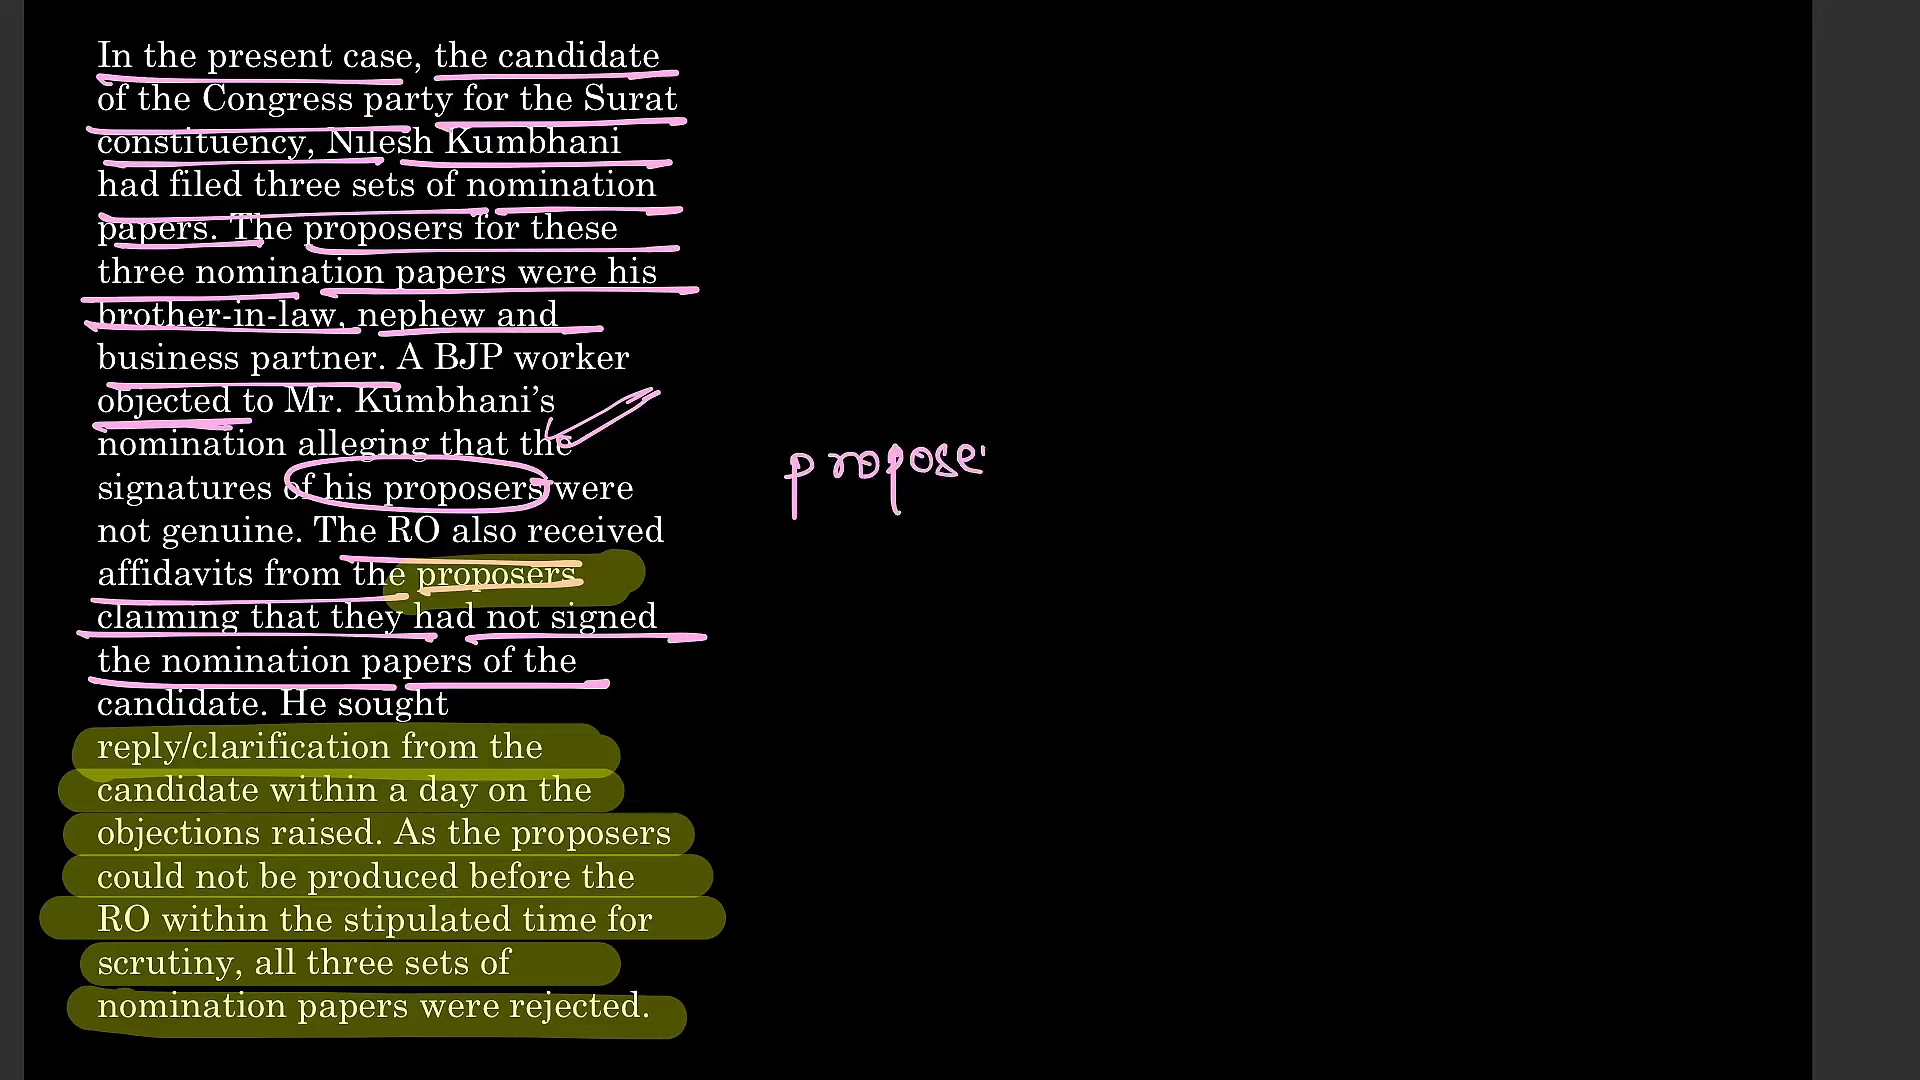 In the present case, the candidate
of the Congress party for the Surat
constituency, Nilesh Kumbhani
had filed three sets of nomination
papers. The proposers for these
three nomination papers were his
brother-in-law, nephew and
business partner. A BJP worker
objected to Mr. Kumbhani’s
nomination alleging that the
signatures of his proposers were
not genuine. The RO also received
affidavits from the proposers
claiming that they had not signed
the nomination papers of the
candidate. He sought
reply/clarification from the
candidate within a day on the
objections raised. As the proposers
could not be produced before the
RO within the stipulated time for
scrutiny, all three sets of
nomination papers were rejected.
propose